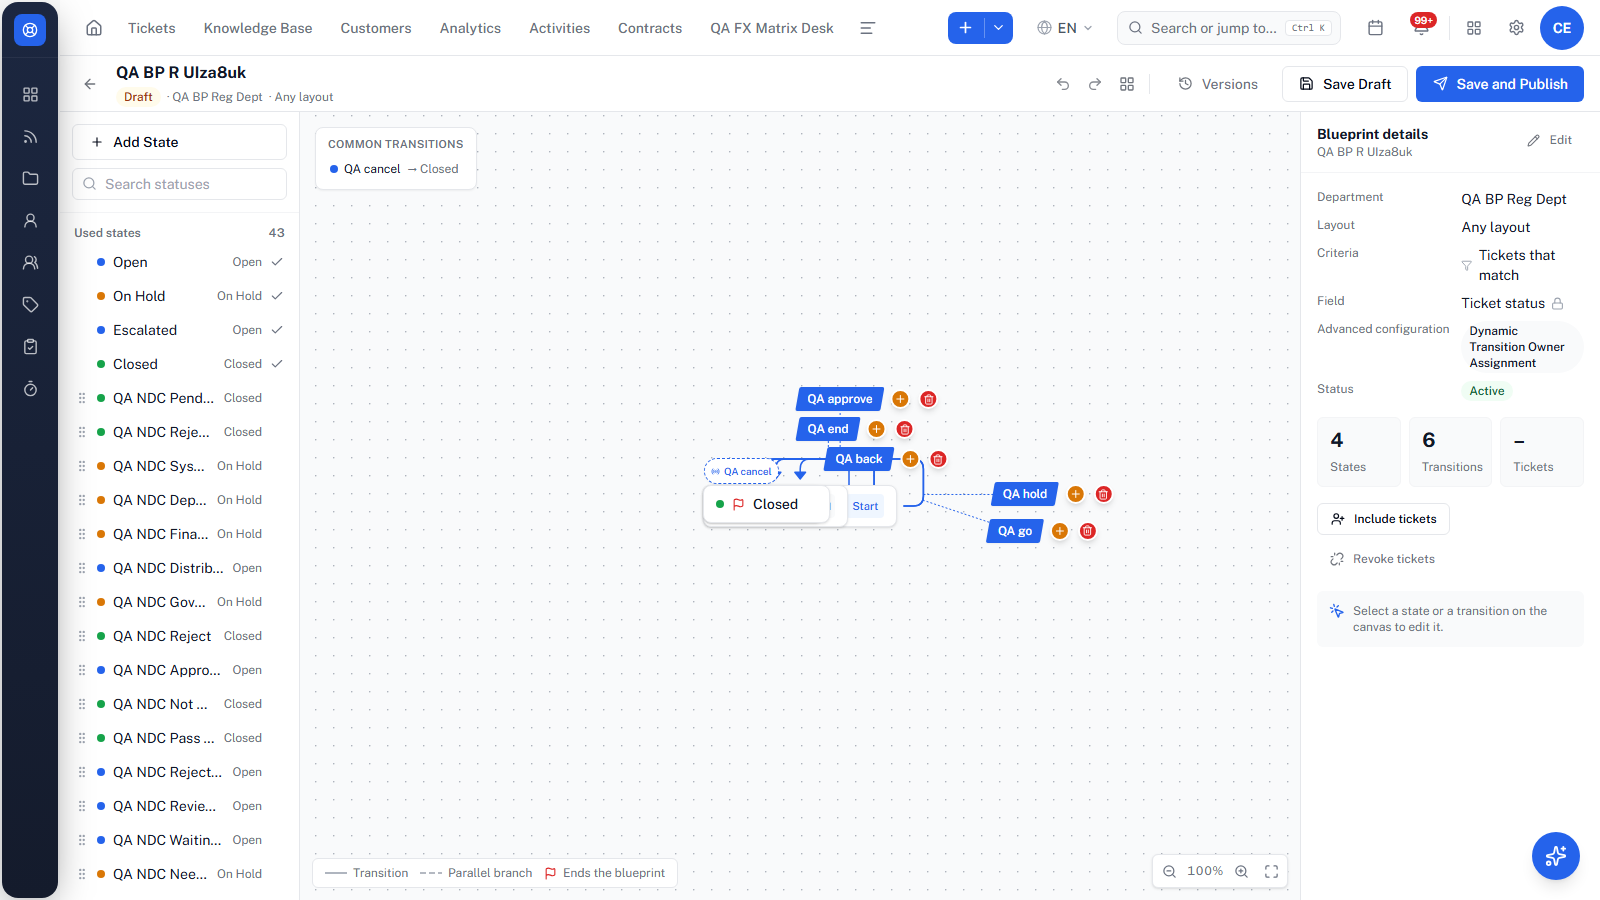 Tickets
Knowledge Base
Customers
Analytics
Activities
Contracts
QA FX Matrix Desk
EN
Search or jump to...
Ctrl K
99+
CE
QA BP R UIza8uk
Draft · QA BP Reg Dept · Any layout
Versions
Save Draft
Save and Publish
Add State
Search statuses
Used states 43
Open Open
On Hold On Hold
Escalated Open
Closed Closed
QA NDC Pend... Closed
QA NDC Reje... Closed
QA NDC Sys... On Hold
QA NDC Dep... On Hold
QA NDC Fina... On Hold
QA NDC Distrib... Open
QA NDC Gov... On Hold
QA NDC Reject Closed
QA NDC Appro... Open
QA NDC Not ... Closed
QA NDC Pass ... Closed
QA NDC Reject... Open
QA NDC Revie... Open
QA NDC Waitin... Open
QA NDC Nee... On Hold
COMMON TRANSITIONS
QA cancel → Closed
QA approve
QA end
QA back
QA cancel
Closed
Start
QA hold
QA go
Transition
Parallel branch
Ends the blueprint
100%
Blueprint details
QA BP R UIza8uk
Edit
Department QA BP Reg Dept
Layout Any layout
Criteria Tickets that
match
Field Ticket status
Advanced configuration Dynamic
Transition Owner
Assignment
Status Active
4 6 –
States Transitions Tickets
Include tickets
Revoke tickets
Select a state or a transition on the
canvas to edit it.